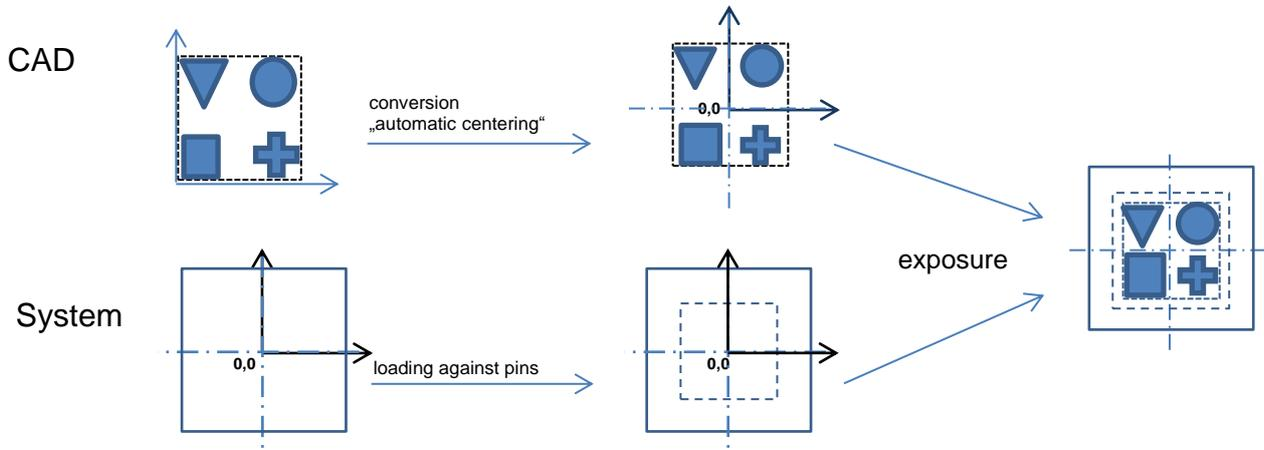 CAD
conversion
„automatic centering“
0,0
System
0,0
loading against pins
0,0
exposure